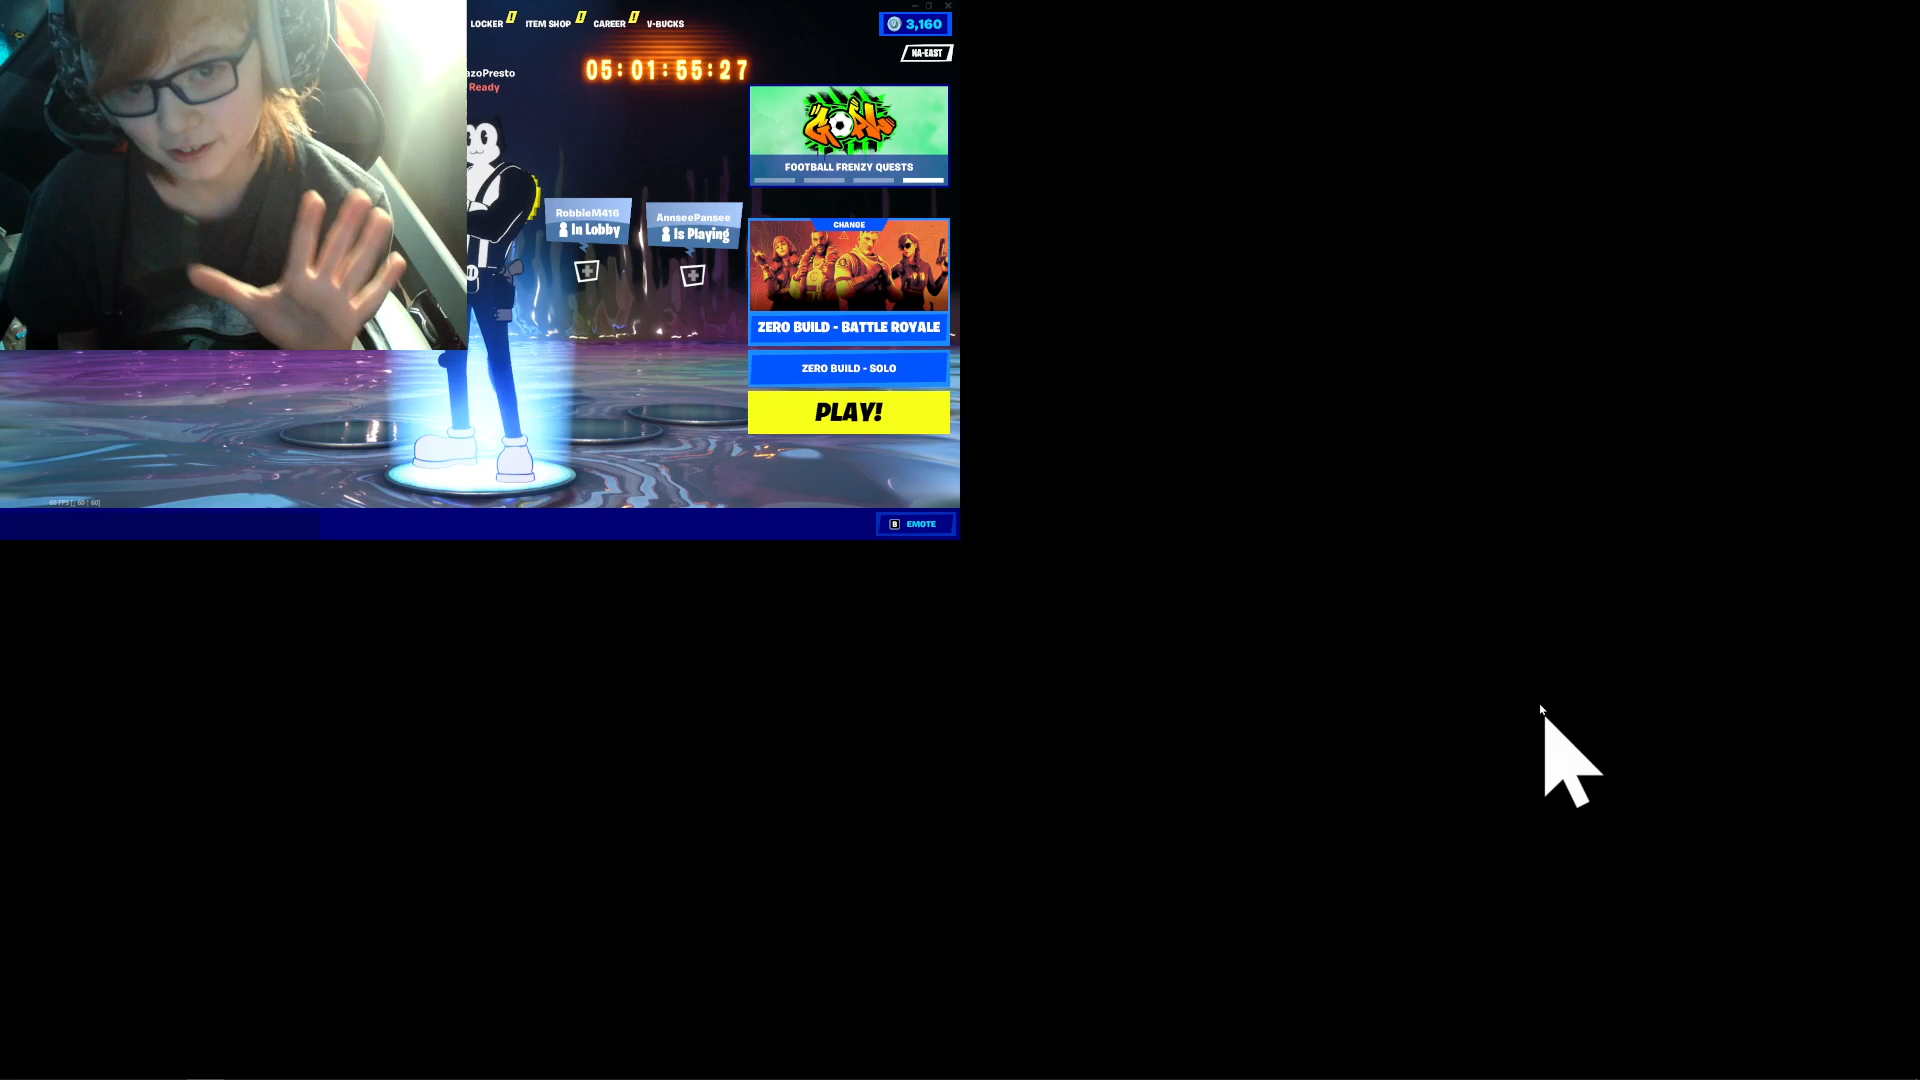 LOCKER
ITEM SHOP
CAREER
V-BUCKS
3,160
NA-EAST
05:01:55:27
azoPresto
Ready
GOAL
FOOTBALL FRENZY QUESTS
RobbieM416
In Lobby
AnnseePansee
Is Playing
CHANGE
ZERO BUILD - BATTLE ROYALE
ZERO BUILD - SOLO
PLAY!
B EMOTE